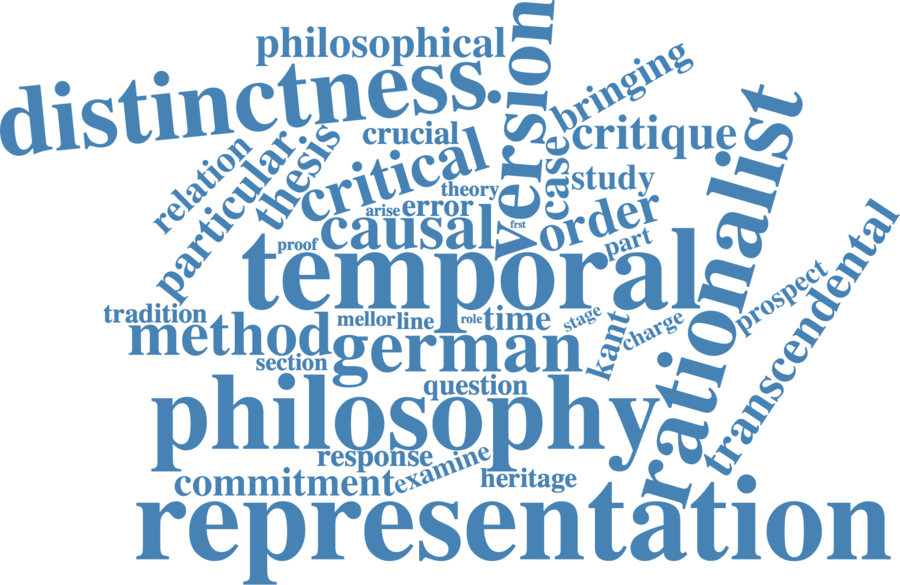 philosophical
version
distinctness.
bringing
crucial
critique
rationalist
relation
particular
thesis
critical
case
study
theory
arise
error
causal
order
frst
part
proof
temporal
transcendental
prospect
tradition
method
mellor
line
role
time
stage
kant
charge
german
section
question
philosophy
response
examine
commitment
heritage
representation